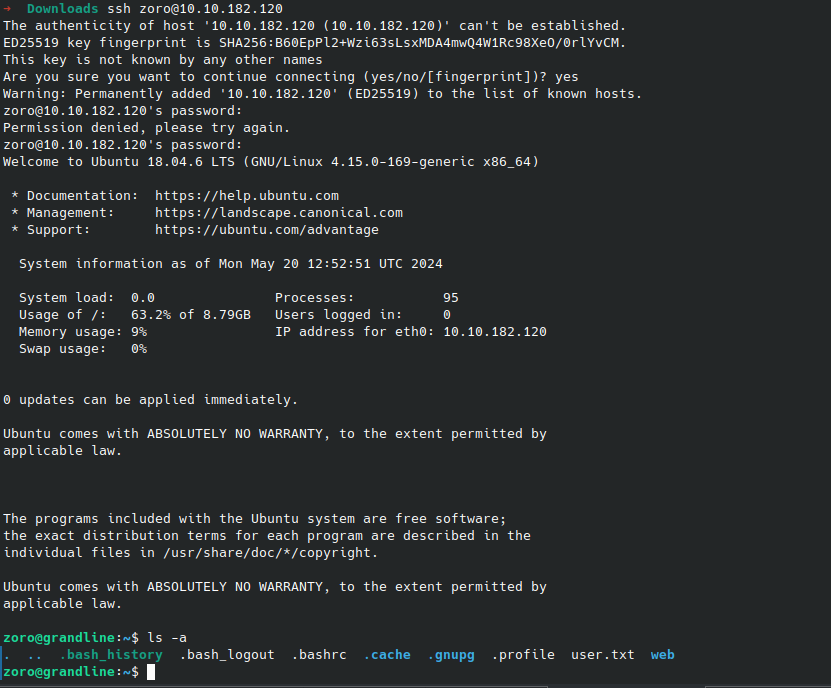 → Downloads ssh zoro@10.10.182.120
The authenticity of host '10.10.182.120 (10.10.182.120)' can't be established.
ED25519 key fingerprint is SHA256:B60EpPl2+Wzi63sLsxMDA4mwQ4W1Rc98XeO/0rlYvCM.
This key is not known by any other names
Are you sure you want to continue connecting (yes/no/[fingerprint])? yes
Warning: Permanently added '10.10.182.120' (ED25519) to the list of known hosts.
zoro@10.10.182.120's password:
Permission denied, please try again.
zoro@10.10.182.120's password:
Welcome to Ubuntu 18.04.6 LTS (GNU/Linux 4.15.0-169-generic x86_64)
* Documentation: https://help.ubuntu.com
* Management: https://landscape.canonical.com
* Support: https://ubuntu.com/advantage
System information as of Mon May 20 12:52:51 UTC 2024
System load: 0.0 Processes: 95
Usage of /: 63.2% of 8.79GB Users logged in: 0
Memory usage: 9% IP address for eth0: 10.10.182.120
Swap usage: 0%
0 updates can be applied immediately.
Ubuntu comes with ABSOLUTELY NO WARRANTY, to the extent permitted by
applicable law.
The programs included with the Ubuntu system are free software;
the exact distribution terms for each program are described in the
individual files in /usr/share/doc/*/copyright.
Ubuntu comes with ABSOLUTELY NO WARRANTY, to the extent permitted by
applicable law.
zoro@grandline:~$ ls -a
. .. .bash_history .bash_logout .bashrc .cache .gnupg .profile user.txt web
zoro@grandline:~$